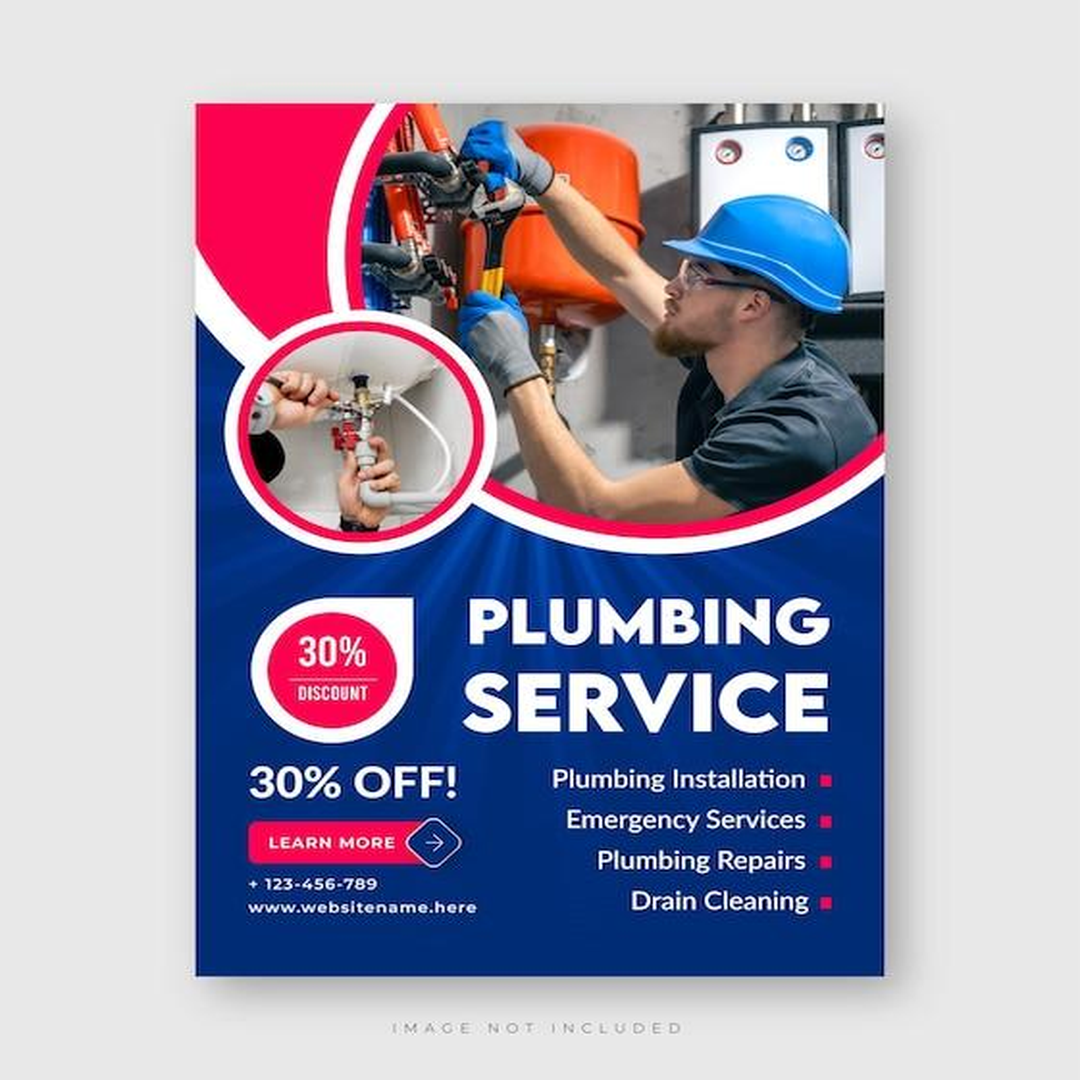 PLUMBING
SERVICE
30%
DISCOUNT
30% OFF!
LEARN MORE
+ 123-456-789
www.websitename.here
Plumbing Installation
Emergency Services
Plumbing Repairs
Drain Cleaning
IMAGE NOT INCLUDED